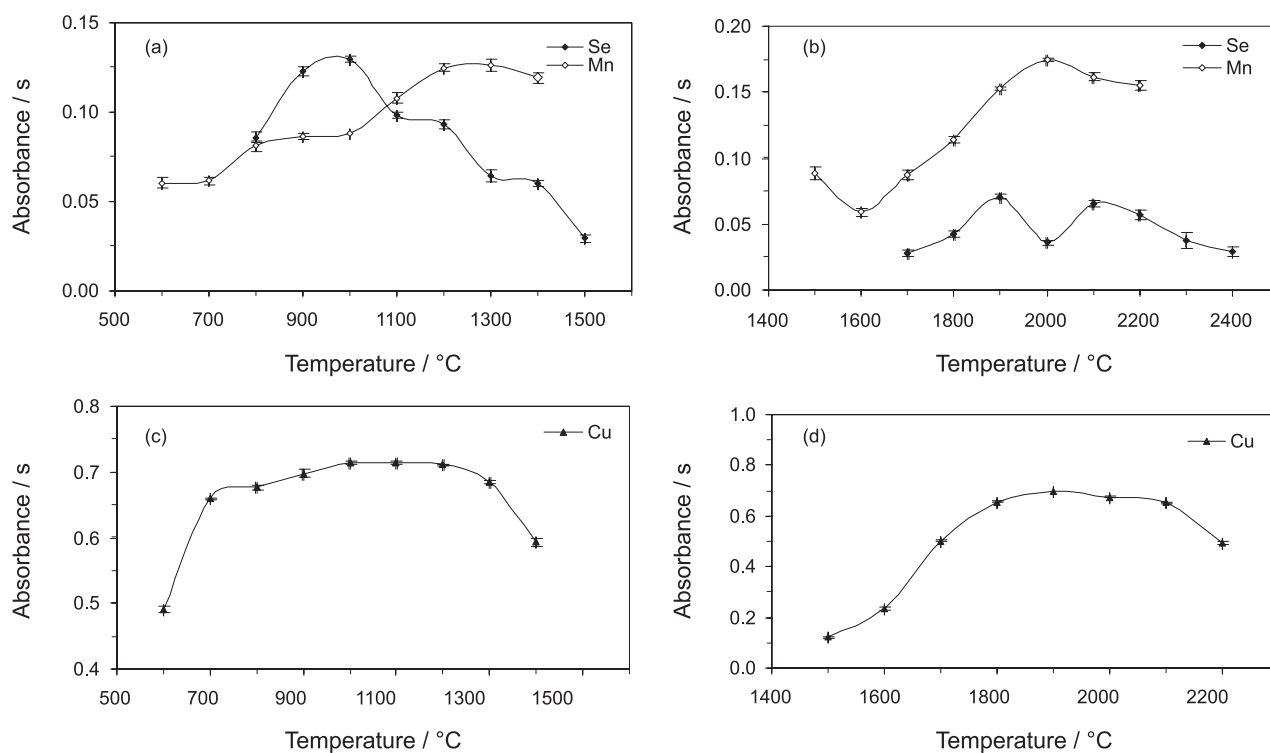 (a)
Se
Mn
Absorbance / s
0.15
0.10
0.05
0.00
500 700 900 1100 1300 1500
Temperature / °C
(b)
Se
Mn
Absorbance / s
0.20
0.15
0.10
0.05
0.00
1400 1600 1800 2000 2200 2400
Temperature / °C
(c)
Cu
Absorbance / s
0.8
0.7
0.6
0.5
0.4
500 700 900 1100 1300 1500
Temperature / °C
(d)
Cu
Absorbance / s
1.0
0.8
0.6
0.4
0.2
0.0
1400 1600 1800 2000 2200
Temperature / °C